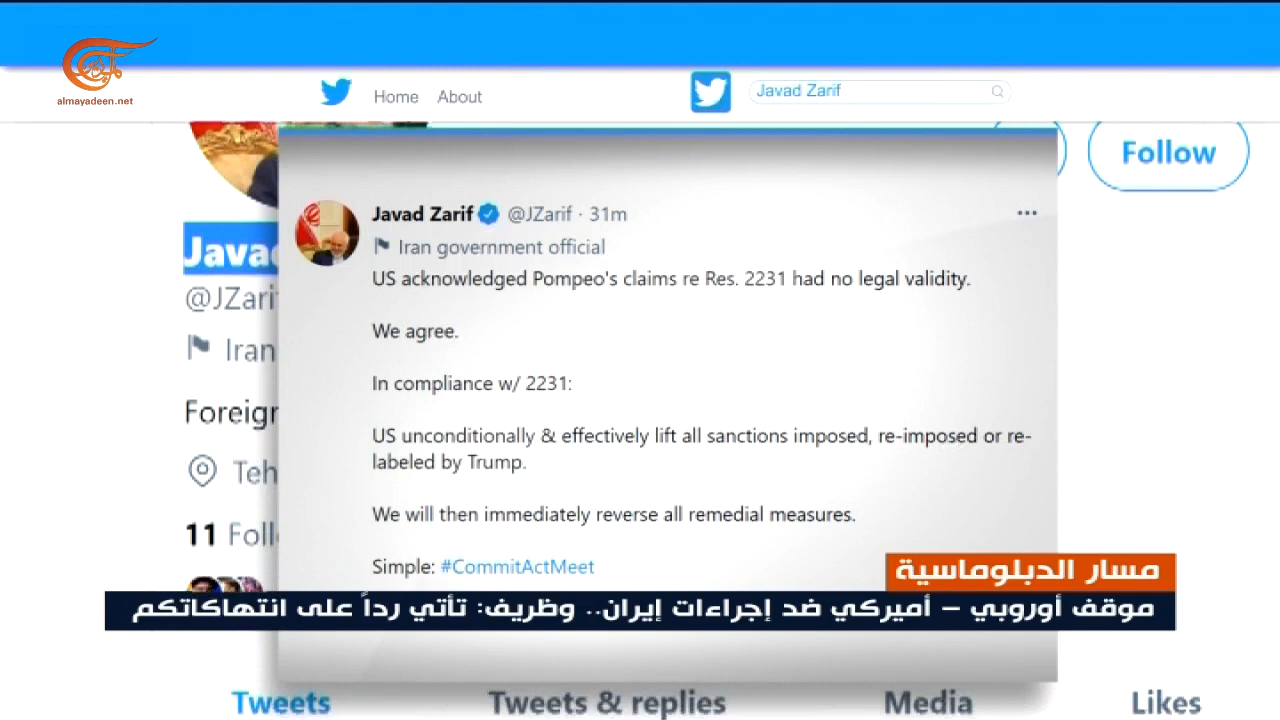 almayadeen.net
Home About
Javad Zarif
Follow
Javad Zarif @JZarif · 31m
Iran government official
US acknowledged Pompeo's claims re Res. 2231 had no legal validity.
We agree.
In compliance w/ 2231:
US unconditionally & effectively lift all sanctions imposed, re-imposed or re-
labeled by Trump.
We will then immediately reverse all remedial measures.
Simple: #CommitActMeet
Javad
@JZarif
Iran
Foreign
Teh
11 Foll
مسار الدبلوماسية
موقف أوروبي – أميركي ضد إجراءات إيران.. وظريف: تأتي رداً على انتهاكاتكم
Tweets Tweets & replies Media Likes